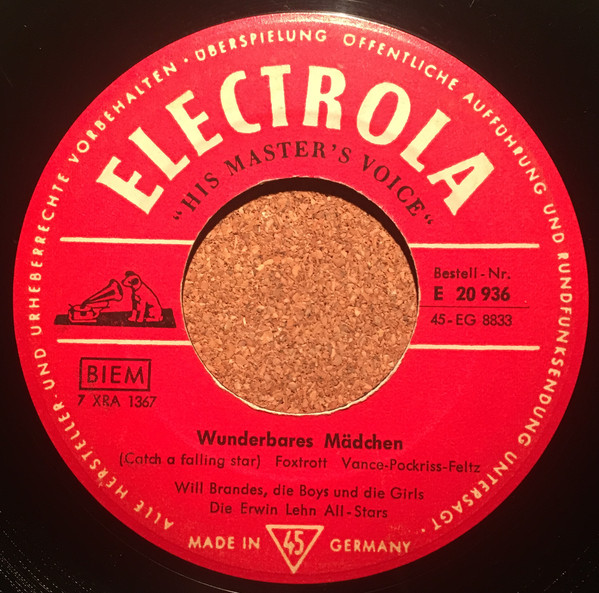 ALLE HERSTELLER- UND URHEBERRECHTE VORBEHALTEN · ÜBERSPIELUNG ÖFFENTLICHE AUFFÜHRUNG UND RUNDFUNKSENDUNG UNTERSAGT ·
ELECTROLA
"HIS MASTER'S VOICE"
Bestell-Nr.
E 20 936
45-EG 8833
BIEM
7 XRA 1367
Wunderbares Mädchen
(Catch a falling star) Foxtrott Vance-Pockriss-Feltz
Will Brandes, die Boys und die Girls
Die Erwin Lehn All-Stars
MADE IN 45 GERMANY